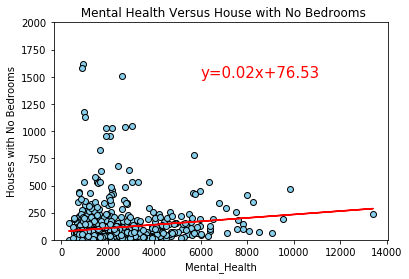 Mental Health Versus House with No Bedrooms
2000
1750
1500
1250
1000
750
500
250
0
Houses with No Bedrooms
y=0.02x+76.53
0 2000 4000 6000 8000 10000 12000 14000
Mental_Health